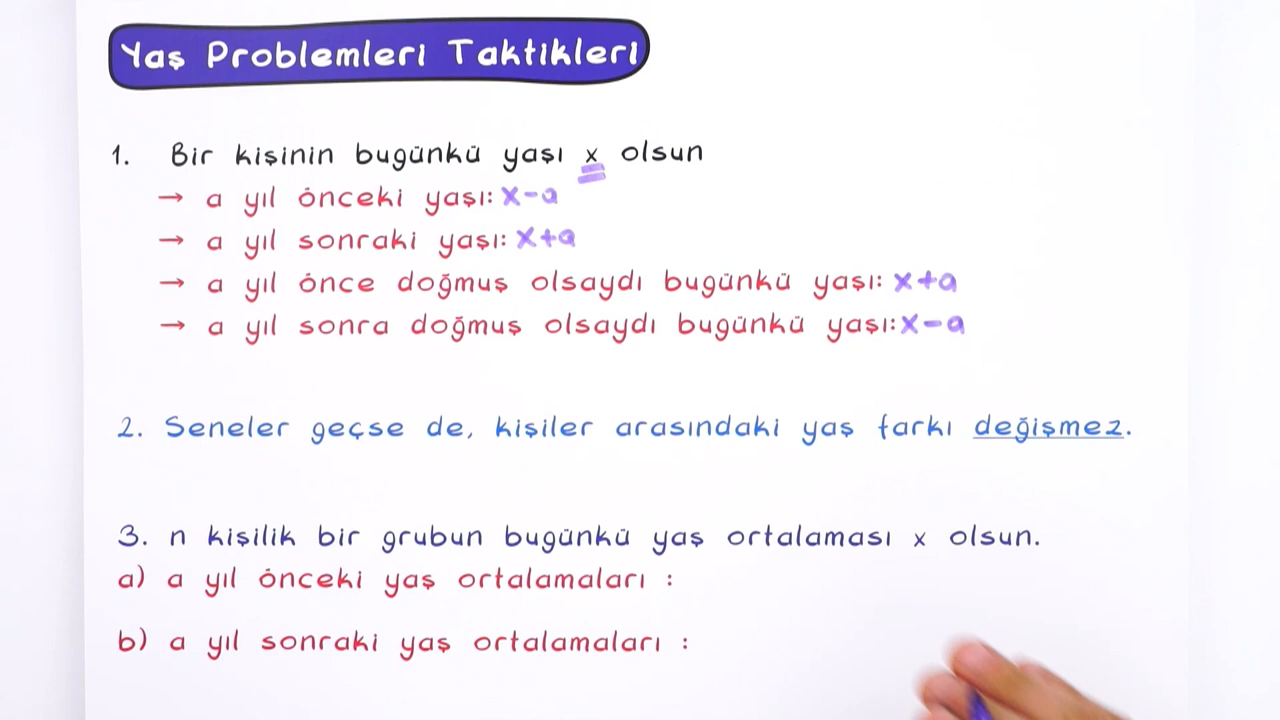 Yaş Problemleri Taktikleri
1. Bir kişinin bugünkü yaşı x olsun
→ a yıl önceki yaşı: x-a
→ a yıl sonraki yaşı: x+a
→ a yıl önce doğmuş olsaydı bugünkü yaşı: x+a
→ a yıl sonra doğmuş olsaydı bugünkü yaşı: x-a
2. Seneler geçse de, kişiler arasındaki yaş farkı değişmez.
3. n kişilik bir grubun bugünkü yaş ortalaması x olsun.
a) a yıl önceki yaş ortalamaları :
b) a yıl sonraki yaş ortalamaları :